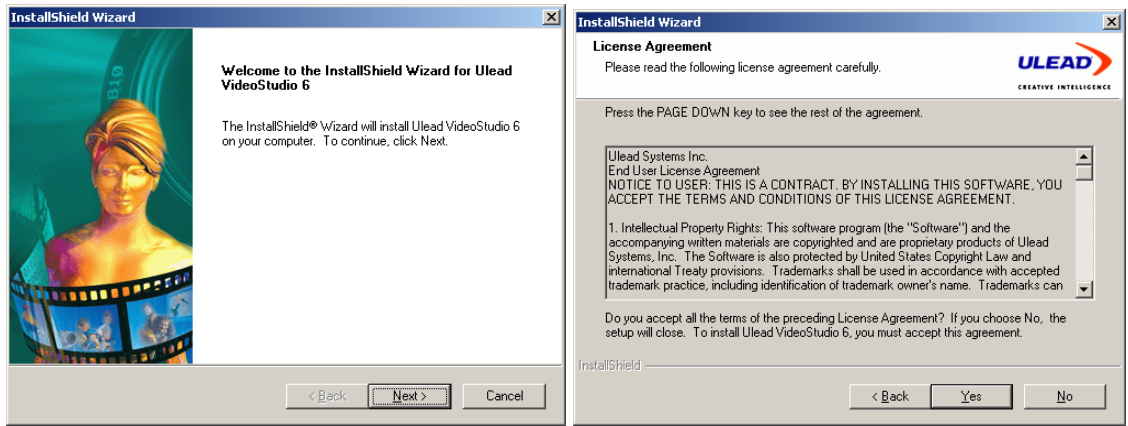 InstallShield Wizard
B10
Welcome to the InstallShield Wizard for Ulead
VideoStudio 6
The InstallShield® Wizard will install Ulead VideoStudio 6
on your computer.  To continue, click Next.
< Back
Next >
Cancel
InstallShield Wizard
License Agreement
Please read the following license agreement carefully.
ULEAD
CREATIVE INTELLIGENCE
Press the PAGE DOWN key to see the rest of the agreement.
Ulead Systems Inc.
End User License Agreement
NOTICE TO USER: THIS IS A CONTRACT. BY INSTALLING THIS SOFTWARE, YOU
ACCEPT THE TERMS AND CONDITIONS OF THIS LICENSE AGREEMENT.
1. Intellectual Property Rights: This software program (the "Software") and the
accompanying written materials are copyrighted and are proprietary products of Ulead
Systems, Inc.  The Software is also protected by United States Copyright Law and
international Treaty provisions.  Trademarks shall be used in accordance with accepted
trademark practice, including identification of trademark owner's name.  Trademarks can
Do you accept all the terms of the preceding License Agreement?  If you choose No,  the
setup will close.  To install Ulead VideoStudio 6, you must accept this agreement.
InstallShield
< Back
Yes
No